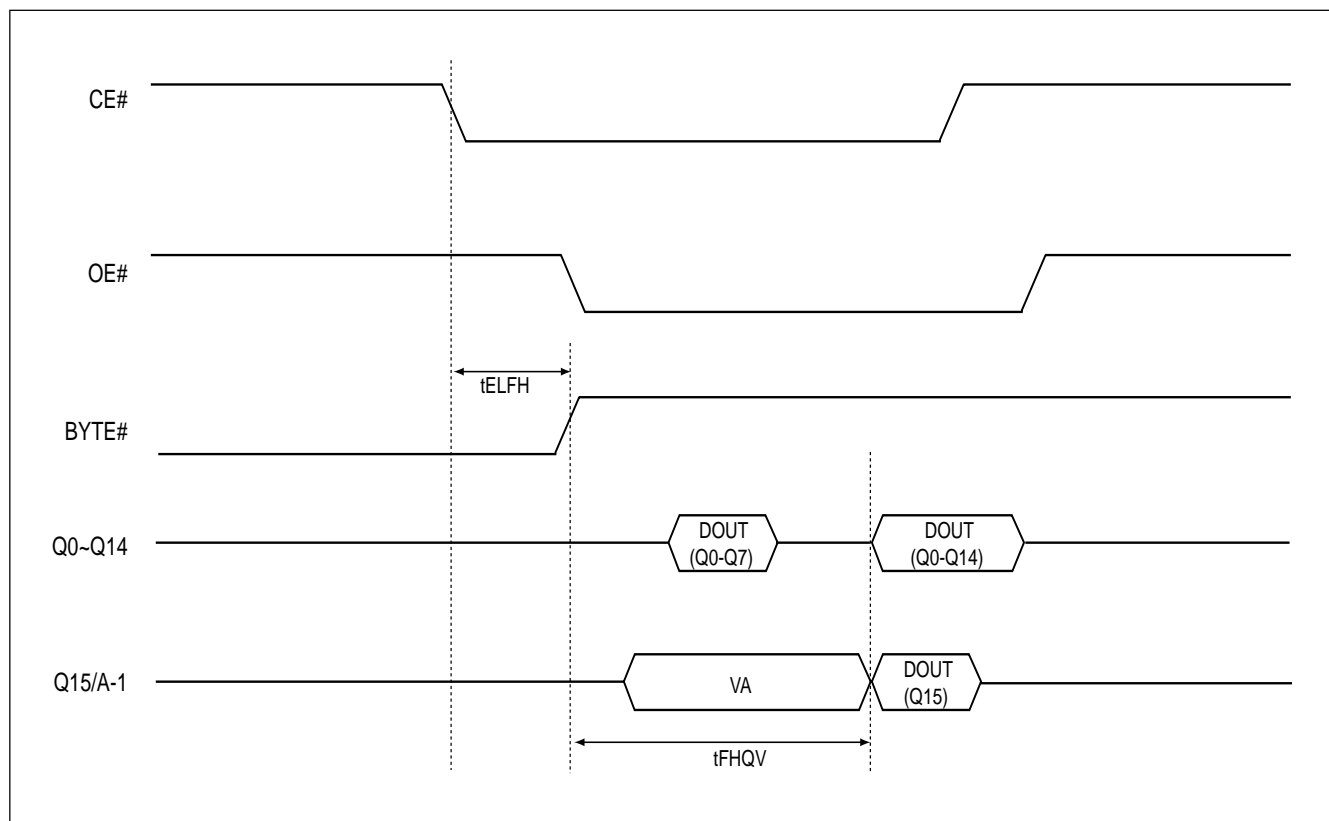 CE#
OE#
tELFH
BYTE#
Q0~Q14
DOUT
(Q0-Q7)
DOUT
(Q0-Q14)
Q15/A-1
VA
DOUT
(Q15)
tFHQV